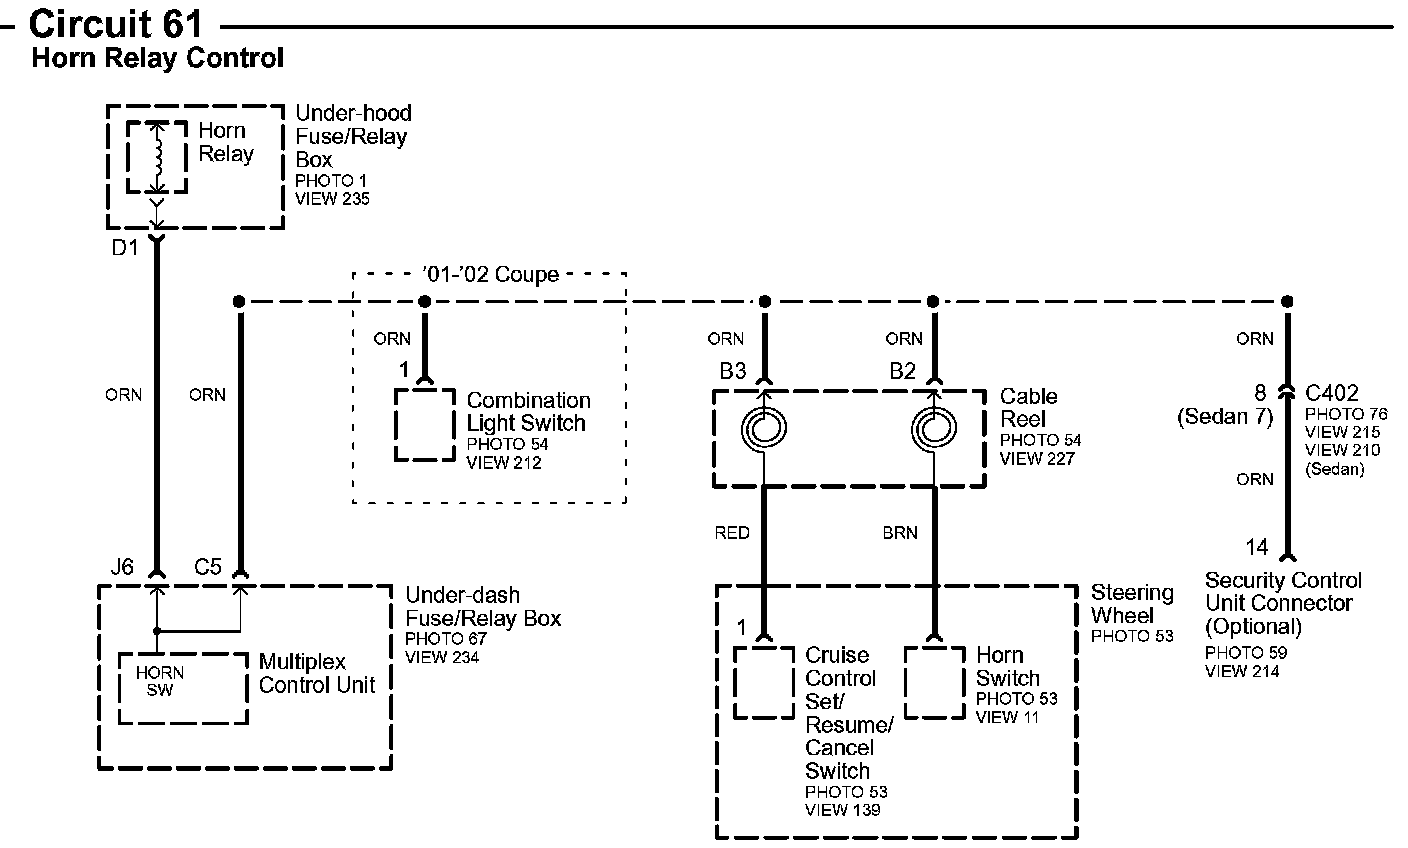 Circuit 61
Horn Relay Control
Horn
Relay
Under-hood
Fuse/Relay
Box
PHOTO 1
VIEW 235
D1
'01-'02 Coupe
ORN
ORN
ORN
1
Combination
Light Switch
PHOTO 54
VIEW 212
ORN
B3
ORN
B2
Cable
Reel
PHOTO 54
VIEW 227
ORN
8
(Sedan 7)
C402
PHOTO 76
VIEW 215
VIEW 210
(Sedan)
ORN
14
Security Control
Unit Connector
(Optional)
PHOTO 59
VIEW 214
J6
C5
Under-dash
Fuse/Relay Box
PHOTO 67
VIEW 234
HORN
SW
Multiplex
Control Unit
RED
BRN
Steering
Wheel
PHOTO 53
1
Cruise
Control
Set/
Resume/
Cancel
Switch
PHOTO 53
VIEW 139
Horn
Switch
PHOTO 53
VIEW 11